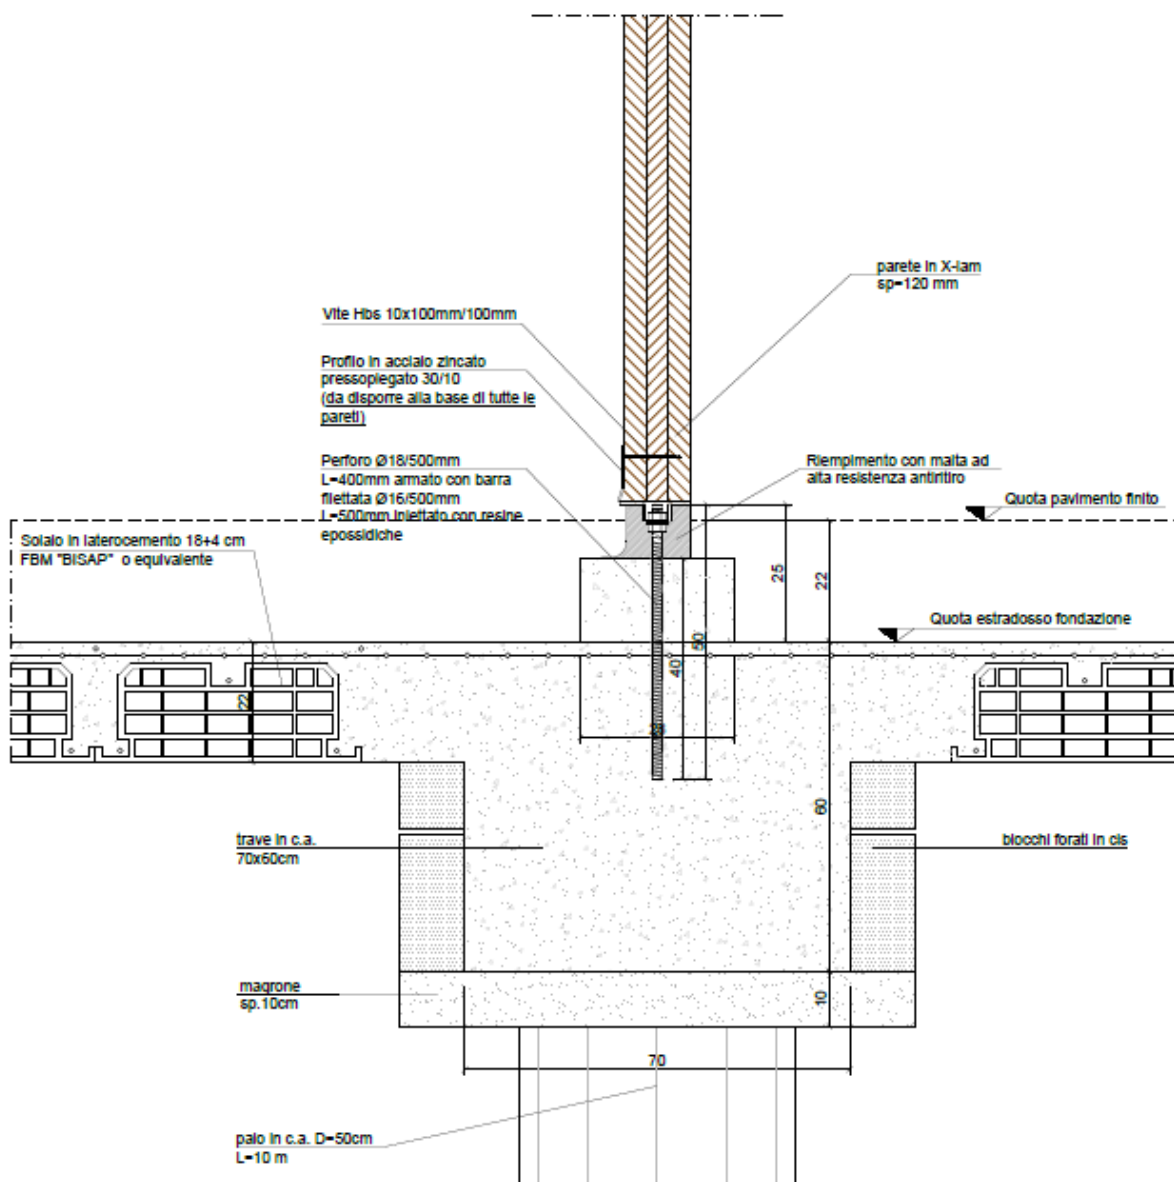 parete in X-lam
sp=120 mm
Vite Hbs 10x100mm/100mm
Profilo in acciaio zincato
pressopiegato 30/10
(da disporre alla base di tutte le
pareti)
Perforo Ø18/500mm
L=400mm armato con barra
filettata Ø16/500mm
L=500mm iniettato con resine
epossidiche
Riempimento con malta ad
alta resistenza antiritiro
Quota pavimento finito
Solaio in laterocemento 18+4 cm
FBM "BISAP" o equivalente
25
22
Quota estradosso fondazione
50
40
22
60
trave in c.a.
70x60cm
blocchi forati in cls
magrone
sp.10cm
10
70
palo in c.a. D=50cm
L=10 m